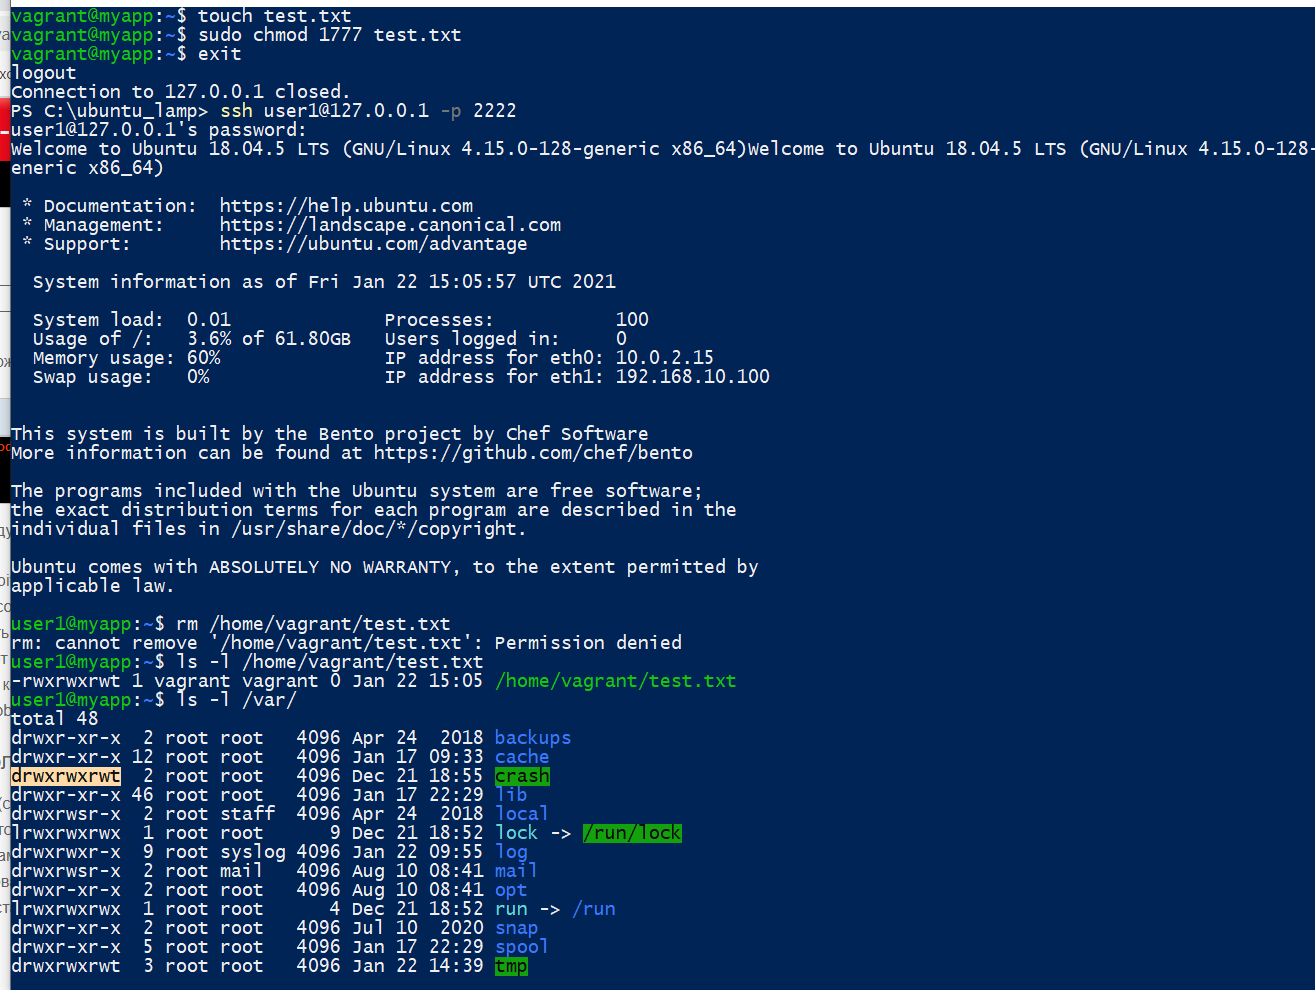 vagrant@myapp:~$ touch test.txt
vagrant@myapp:~$ sudo chmod 1777 test.txt
vagrant@myapp:~$ exit
logout
Connection to 127.0.0.1 closed.
PS C:\ubuntu_lamp> ssh user1@127.0.0.1 -p 2222
user1@127.0.0.1's password:
Welcome to Ubuntu 18.04.5 LTS (GNU/Linux 4.15.0-128-generic x86_64)Welcome to Ubuntu 18.04.5 LTS (GNU/Linux 4.15.0-128-
eneric x86_64)
 * Documentation:  https://help.ubuntu.com
 * Management:     https://landscape.canonical.com
 * Support:        https://ubuntu.com/advantage
  System information as of Fri Jan 22 15:05:57 UTC 2021
  System load:  0.01              Processes:           100
  Usage of /:   3.6% of 61.80GB   Users logged in:     0
  Memory usage: 60%               IP address for eth0: 10.0.2.15
  Swap usage:   0%                IP address for eth1: 192.168.10.100
This system is built by the Bento project by Chef Software
More information can be found at https://github.com/chef/bento
The programs included with the Ubuntu system are free software;
the exact distribution terms for each program are described in the
individual files in /usr/share/doc/*/copyright.
Ubuntu comes with ABSOLUTELY NO WARRANTY, to the extent permitted by
applicable law.
user1@myapp:~$ rm /home/vagrant/test.txt
rm: cannot remove '/home/vagrant/test.txt': Permission denied
user1@myapp:~$ ls -l /home/vagrant/test.txt
-rwxrwxrwt 1 vagrant vagrant 0 Jan 22 15:05 /home/vagrant/test.txt
user1@myapp:~$ ls -l /var/
total 48
drwxr-xr-x  2 root root   4096 Apr 24  2018 backups
drwxr-xr-x 12 root root   4096 Jan 17 09:33 cache
drwxrwxrwt  2 root root   4096 Dec 21 18:55 crash
drwxr-xr-x 46 root root   4096 Jan 17 22:29 lib
drwxrwsr-x  2 root staff  4096 Apr 24  2018 local
lrwxrwxrwx  1 root root      9 Dec 21 18:52 lock -> /run/lock
drwxrwxr-x  9 root syslog 4096 Jan 22 09:55 log
drwxrwsr-x  2 root mail   4096 Aug 10 08:41 mail
drwxr-xr-x  2 root root   4096 Aug 10 08:41 opt
lrwxrwxrwx  1 root root      4 Dec 21 18:52 run -> /run
drwxr-xr-x  2 root root   4096 Jul 10  2020 snap
drwxr-xr-x  5 root root   4096 Jan 17 22:29 spool
drwxrwxrwt  3 root root   4096 Jan 22 14:39 tmp